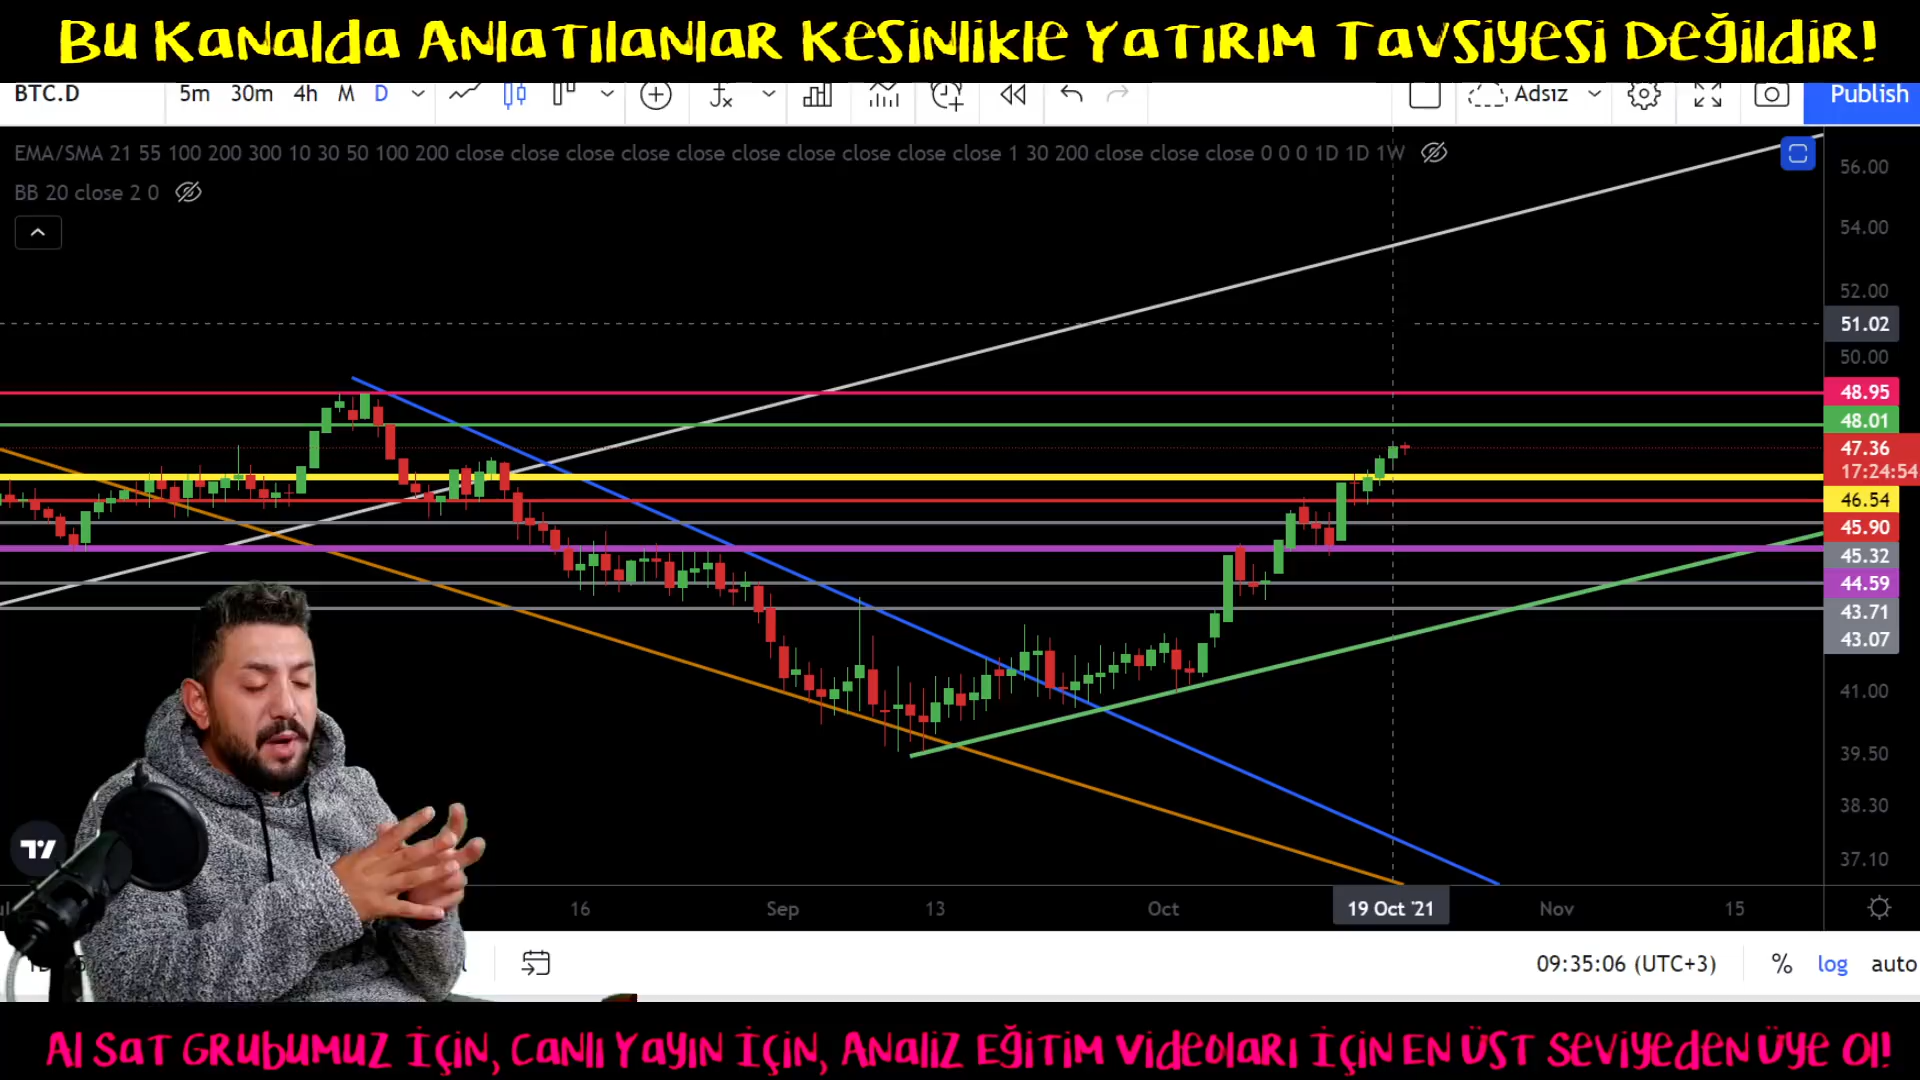 Bu Kanalda Anlatılanlar Kesinlikle Yatırım Tavsiyesi Değildir!
BTC.D 5m 30m 4h M D Adsız Publish
EMA/SMA 21 55 100 200 300 10 30 50 100 200 close close close close close close close close close close 1 30 200 close close close 0 0 0 1D 1D 1W
BB 20 close 2 0
56.00
54.00
52.00
51.02
50.00
48.95
48.01
47.36
17:24:54
46.54
45.90
45.32
44.59
43.71
43.07
41.00
39.50
38.30
37.10
16 Sep 13 Oct 19 Oct '21 Nov 15
09:35:06 (UTC+3) % log auto
Al Sat Grubumuz İçin, Canlı Yayın İçin, Analiz Eğitim Videoları İçin En Üst Seviyeden Üye Ol!